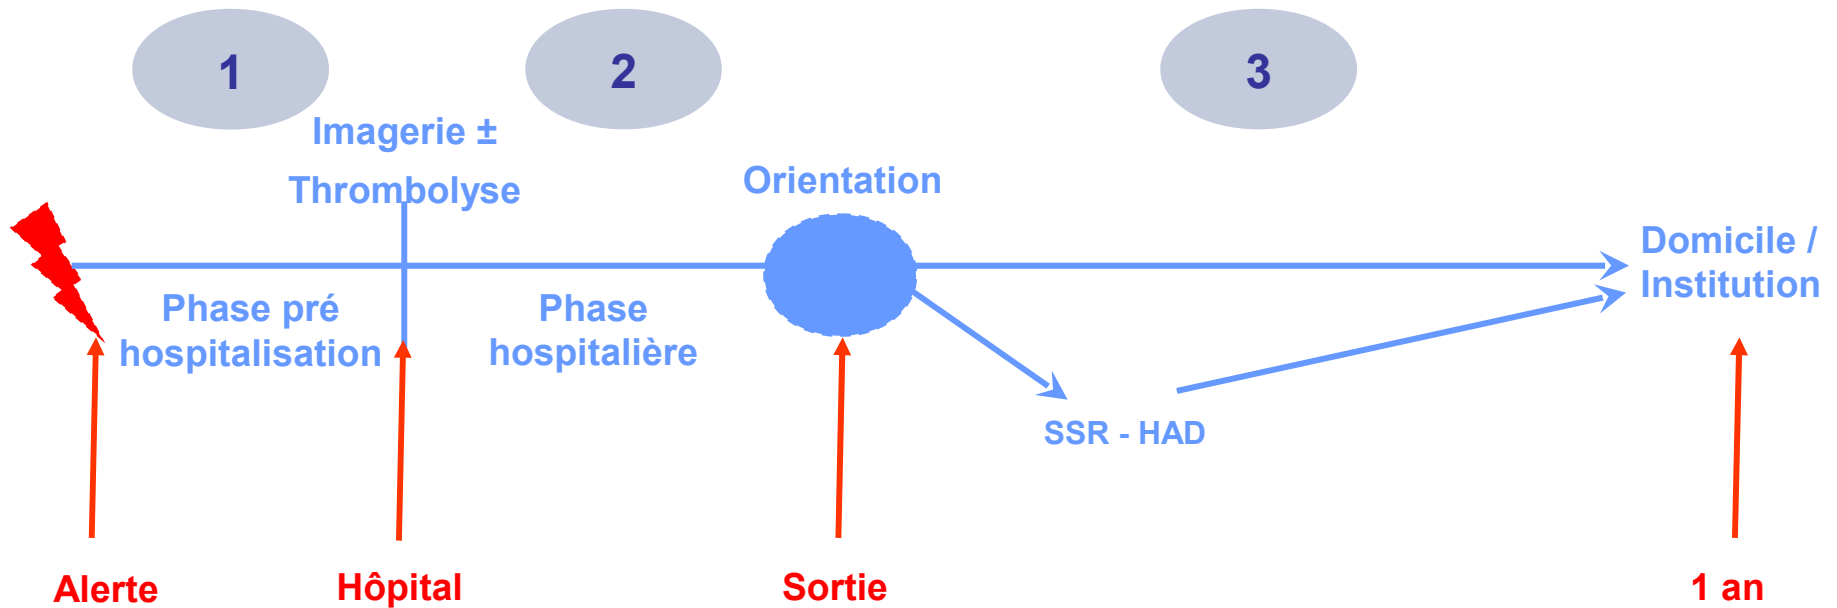 1
2
3
Imagerie ±
Thrombolyse
Orientation
Domicile /
Institution
Phase pré
hospitalisation
Phase
hospitalière
SSR - HAD
Alerte
Hôpital
Sortie
1 an